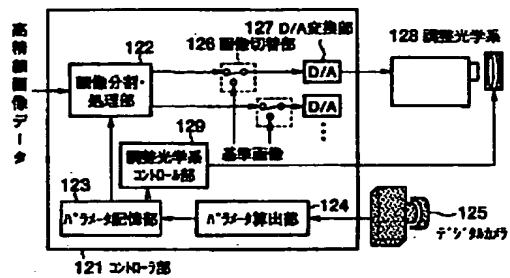 高精細画像データ
122
画像分割・
処理部
126 画像切替部
127 D/A変換部
D/A
D/A
128 調整光学系
基準画像
129
調整光学系
コントロール部
123
パラメータ記憶部
124
パラメータ算出部
125
デジタルカメラ
121 コントローラ部